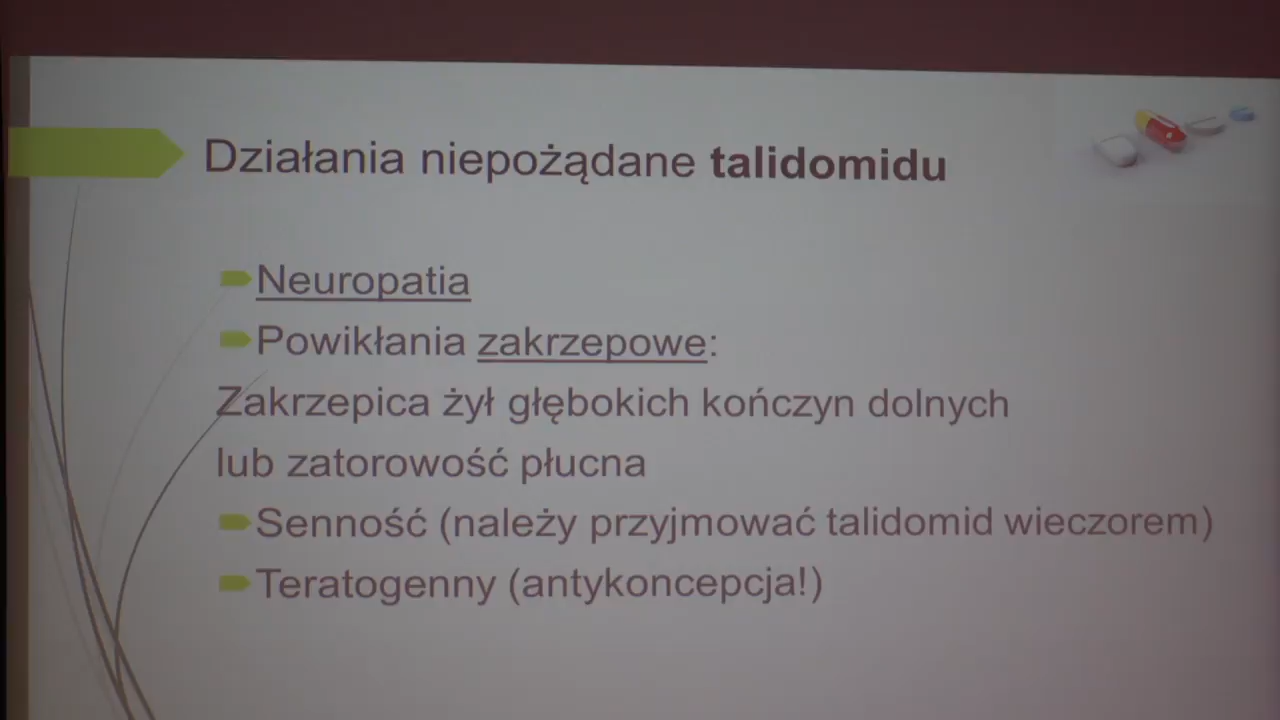 Działania niepożądane talidomidu
Neuropatia
Powikłania zakrzepowe:
Zakrzepica żył głębokich kończyn dolnych
lub zatorowość płucna
Senność (należy przyjmować talidomid wieczorem)
Teratogenny (antykoncepcja!)